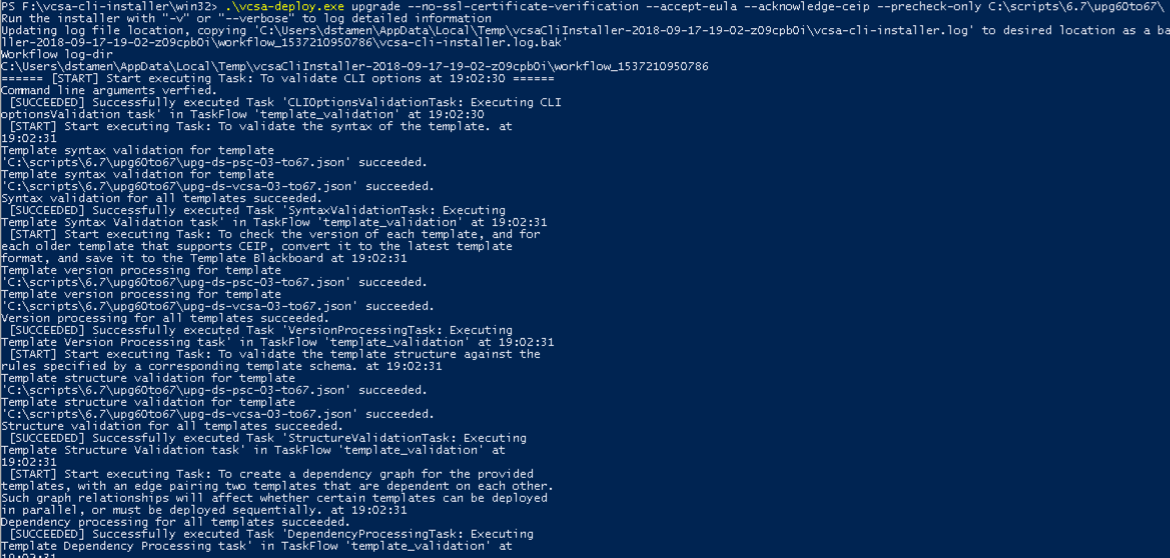 PS F:\vcsa-cli-installer\win32> .\vcsa-deploy.exe upgrade --no-ssl-certificate-verification --accept-eula --acknowledge-ceip --precheck-only C:\scripts\6.7\upg60to67\
Run the installer with "-v" or "--verbose" to log detailed information
Updating log file location, copying 'C:\Users\dstamen\AppData\Local\Temp\vcsaCliInstaller-2018-09-17-19-02-z09cpb0i\vcsa-cli-installer.log' to desired location as a ba
ller-2018-09-17-19-02-z09cpb0i\workflow_1537210950786\vcsa-cli-installer.log.bak'
Workflow log-dir
C:\Users\dstamen\AppData\Local\Temp\vcsaCliInstaller-2018-09-17-19-02-z09cpb0i\workflow_1537210950786
====== [START] Start executing Task: To validate CLI options at 19:02:30 ======
Command line arguments verfied.
[SUCCEEDED] Successfully executed Task 'CLIOptionsValidationTask: Executing CLI
optionsValidation task' in TaskFlow 'template_validation' at 19:02:30
[START] Start executing Task: To validate the syntax of the template. at
19:02:31
Template syntax validation for template
'C:\scripts\6.7\upg60to67\upg-ds-psc-03-to67.json' succeeded.
Template syntax validation for template
'C:\scripts\6.7\upg60to67\upg-ds-vcsa-03-to67.json' succeeded.
Syntax validation for all templates succeeded.
[SUCCEEDED] Successfully executed Task 'SyntaxValidationTask: Executing
Template Syntax Validation task' in TaskFlow 'template_validation' at 19:02:31
[START] Start executing Task: To check the version of each template, and for
each older template that supports CEIP, convert it to the latest template
format, and save it to the Template Blackboard at 19:02:31
Template version processing for template
'C:\scripts\6.7\upg60to67\upg-ds-psc-03-to67.json' succeeded.
Template version processing for template
'C:\scripts\6.7\upg60to67\upg-ds-vcsa-03-to67.json' succeeded.
Version processing for all templates succeeded.
[SUCCEEDED] Successfully executed Task 'VersionProcessingTask: Executing
Template Version Processing task' in TaskFlow 'template_validation' at 19:02:31
[START] Start executing Task: To validate the template structure against the
rules specified by a corresponding template schema. at 19:02:31
Template structure validation for template
'C:\scripts\6.7\upg60to67\upg-ds-psc-03-to67.json' succeeded.
Template structure validation for template
'C:\scripts\6.7\upg60to67\upg-ds-vcsa-03-to67.json' succeeded.
Structure validation for all templates succeeded.
[SUCCEEDED] Successfully executed Task 'StructureValidationTask: Executing
Template Structure Validation task' in TaskFlow 'template_validation' at
19:02:31
[START] Start executing Task: To create a dependency graph for the provided
templates, with an edge pairing two templates that are dependent on each other.
Such graph relationships will affect whether certain templates can be deployed
in parallel, or must be deployed sequentially. at 19:02:31
Dependency processing for all templates succeeded.
[SUCCEEDED] Successfully executed Task 'DependencyProcessingTask: Executing
Template Dependency Processing task' in TaskFlow 'template_validation' at
19:02:31